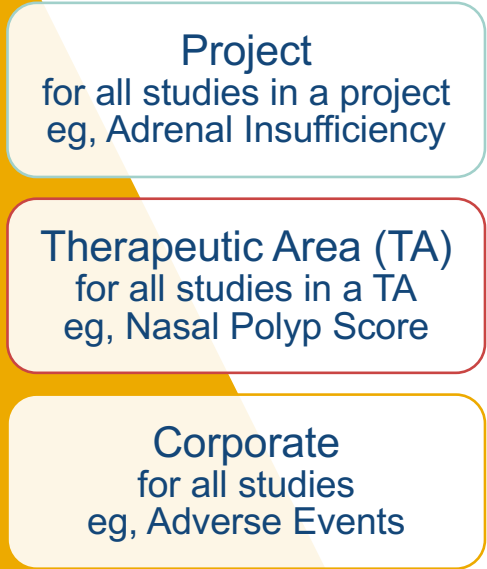 Project
for all studies in a project
eg, Adrenal Insufficiency
Therapeutic Area (TA)
for all studies in a TA
eg, Nasal Polyp Score
Corporate
for all studies
eg, Adverse Events